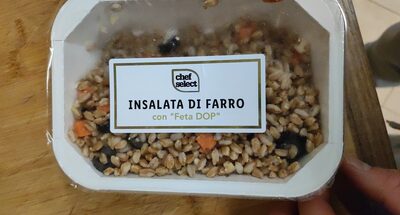 chef
select
INSALATA DI FARRO
con "Feta DOP"